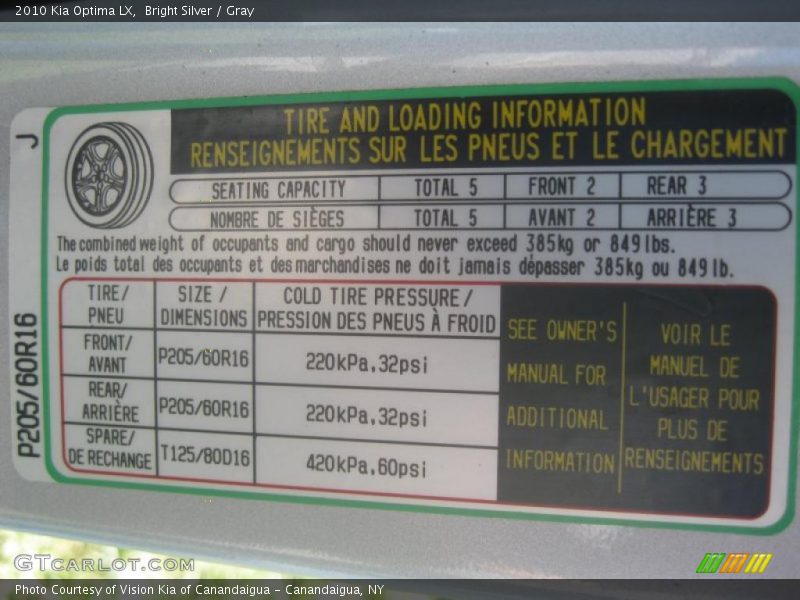 2010 Kia Optima LX, Bright Silver / Gray
J
P205/60R16
TIRE AND LOADING INFORMATION
RENSEIGNEMENTS SUR LES PNEUS ET LE CHARGEMENT
SEATING CAPACITY TOTAL 5 FRONT 2 REAR 3
NOMBRE DE SIÈGES TOTAL 5 AVANT 2 ARRIÈRE 3
The combined weight of occupants and cargo should never exceed 385kg or 849 lbs.
Le poids total des occupants et des marchandises ne doit jamais dépasser 385kg ou 849 lb.
TIRE/
PNEU
SIZE /
DIMENSIONS
COLD TIRE PRESSURE /
PRESSION DES PNEUS À FROID
FRONT/
AVANT
P205/60R16
220kPa.32psi
REAR/
ARRIÈRE
P205/60R16
220kPa.32psi
SPARE/
DE RECHANGE
T125/80D16
420kPa.60psi
SEE OWNER'S
MANUAL FOR
ADDITIONAL
INFORMATION
VOIR LE
MANUEL DE
L'USAGER POUR
PLUS DE
RENSEIGNEMENTS
GTCARLOT.COM
Photo Courtesy of Vision Kia of Canandaigua - Canandaigua, NY